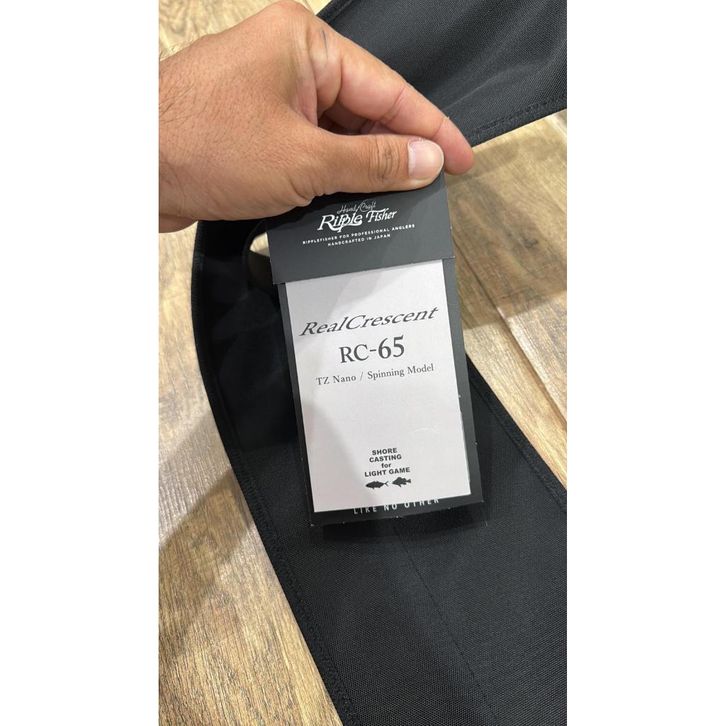 Hand Craft
Ripple Fisher
RIPPLEFISHER FOR PROFESSIONAL ANGLERS
HANDCRAFTED IN JAPAN
RealCrescent
RC-65
TZ Nano / Spinning Model
SHORE
CASTING
for
LIGHT GAME
LIKE NO OTHER